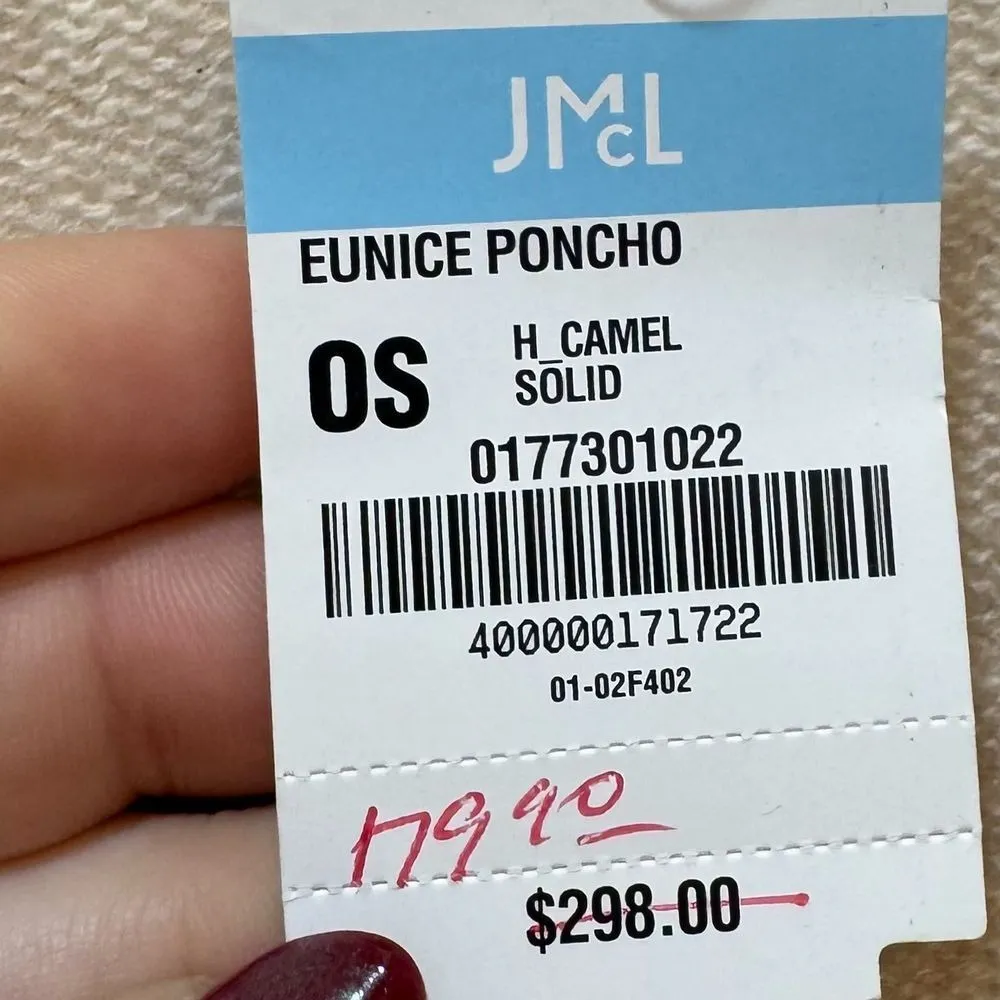 JMcL
EUNICE PONCHO
OS
H_CAMEL
SOLID
0177301022
400000171722
01-02F402
179 90
$298.00